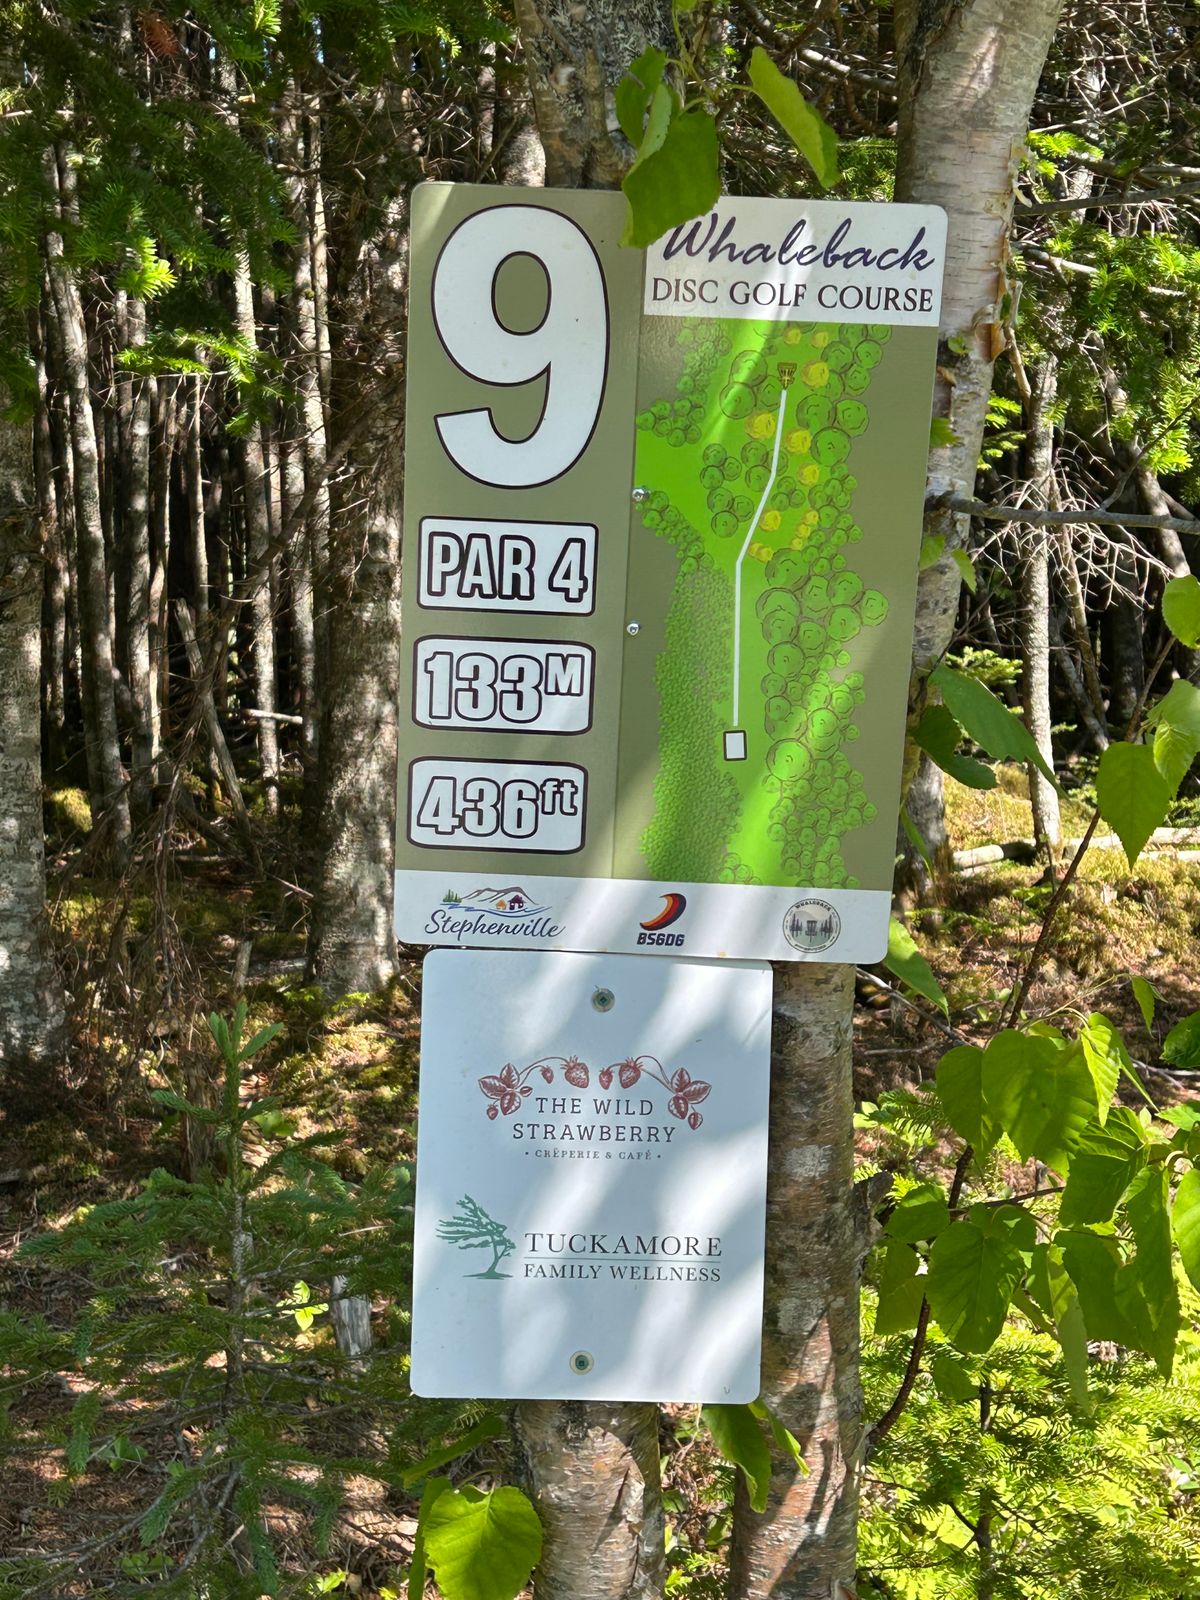 9
Whaleback
DISC GOLF COURSE
PAR 4
133M
436ft
Stephenville
BSGDG
WHALEBACK
THE WILD
STRAWBERRY
• CRÊPERIE & CAFÉ •
TUCKAMORE
FAMILY WELLNESS